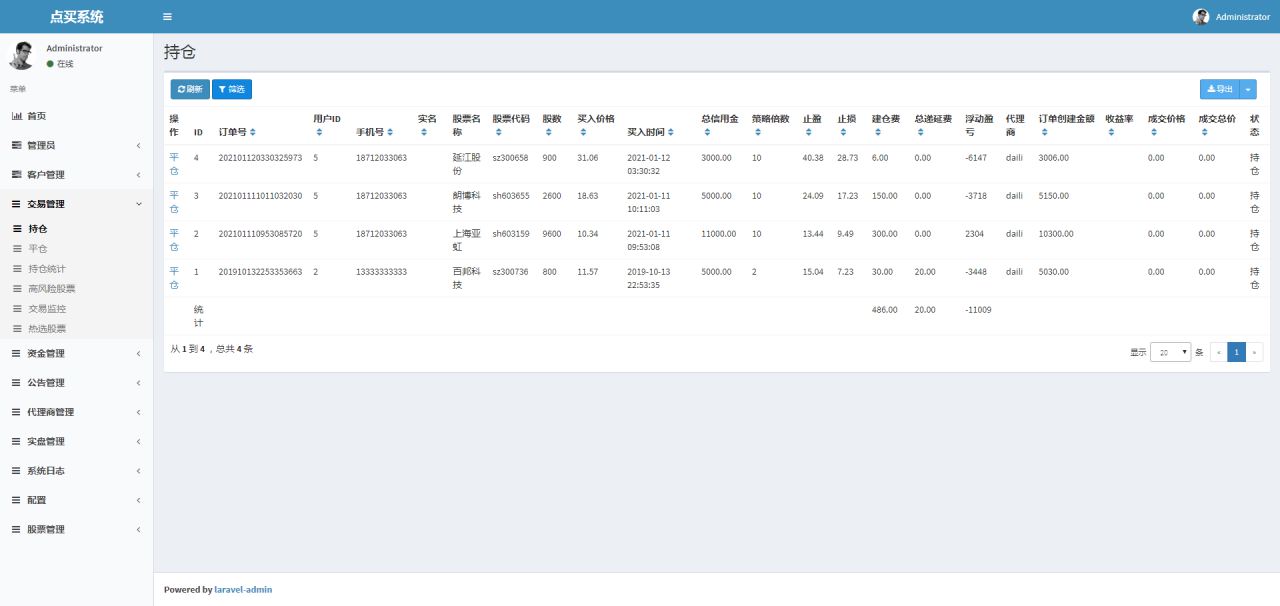 点买系统
Administrator
Administrator
在线
菜单
首页
管理员
客户管理
交易管理
持仓
平仓
持仓统计
高风险股票
交易监控
热选股票
资金管理
公告管理
代理商管理
实盘管理
系统日志
配置
股票管理
持仓
刷新 筛选 导出
操作 ID 订单号 用户ID 手机号 实名 股票名称 股票代码 股数 买入价格 买入时间 总信用金 策略倍数 止盈 止损 建仓费 总递延费 浮动盈亏 代理商 订单创建金额 收益率 成交价格 成交总价 状态
平仓 4 202101120330325973 5 18712033063 延江股份 sz300658 900 31.06 2021-01-12 03:30:32 3000.00 10 40.38 28.73 6.00 0.00 -6147 daili 3006.00 0.00 0.00 持仓
平仓 3 202101111011032030 5 18712033063 朗博科技 sh603655 2600 18.63 2021-01-11 10:11:03 5000.00 10 24.09 17.23 150.00 0.00 -3718 daili 5150.00 0.00 0.00 持仓
平仓 2 202101110953085720 5 18712033063 上海亚虹 sh603159 9600 10.34 2021-01-11 09:53:08 11000.00 10 13.44 9.49 300.00 0.00 2304 daili 10300.00 0.00 0.00 持仓
平仓 1 201910132253353663 2 13333333333 百邦科技 sz300736 800 11.57 2019-10-13 22:53:35 5000.00 2 15.04 7.23 30.00 20.00 -3448 daili 5030.00 0.00 0.00 持仓
统计 486.00 20.00 -11009
从 1 到 4 ，总共 4 条
显示 20 条 « 1 »
Powered by laravel-admin